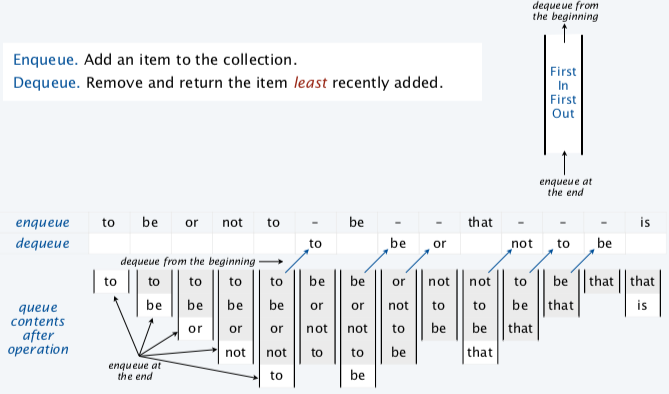 dequeue from
the beginning
Enqueue. Add an item to the collection.
Dequeue. Remove and return the item least recently added.
First
In
First
Out
enqueue at
the end
enqueue to be or not to – be – – that – – – is
dequeue to be or not to be
dequeue from the beginning
to to to to to be be or not not to be that that
be be be be or or not to to be that is
or or or not not to be be that
not not to to be that
to be
queue
contents
after
operation
enqueue at
the end